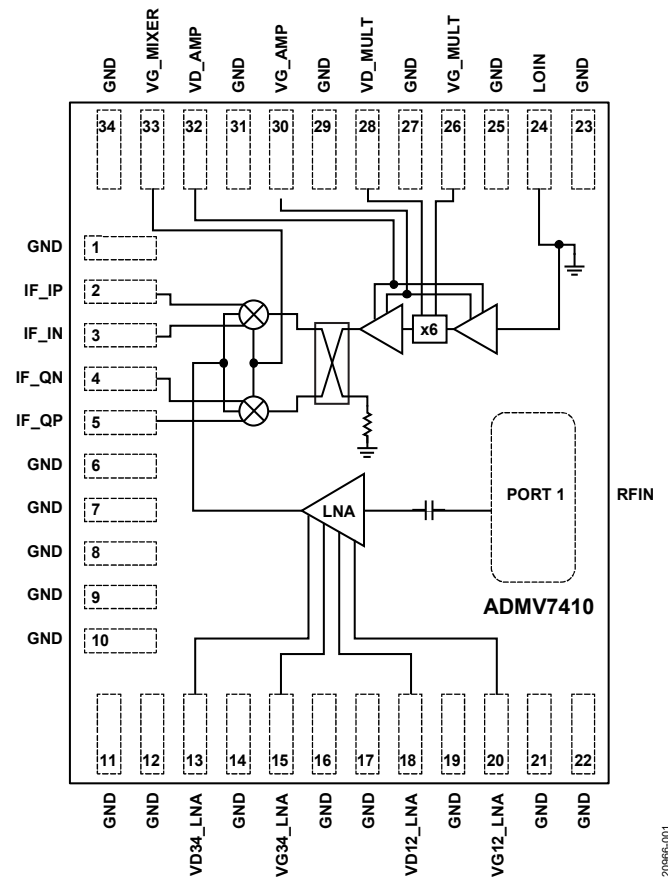 GND
VG_MIXER
VD_AMP
GND
VG_AMP
GND
VD_MULT
GND
VG_MULT
GND
LOIN
GND
34 33 32 31 30 29 28 27 26 25 24 23
GND 1
IF_IP 2
IF_IN 3
IF_QN 4
IF_QP 5
GND 6
GND 7
GND 8
GND 9
GND 10
x6
LNA
PORT 1
RFIN
ADMV7410
11 12 13 14 15 16 17 18 19 20 21 22
GND
GND
VD34_LNA
GND
VG34_LNA
GND
GND
VD12_LNA
GND
VG12_LNA
GND
GND
20966-001